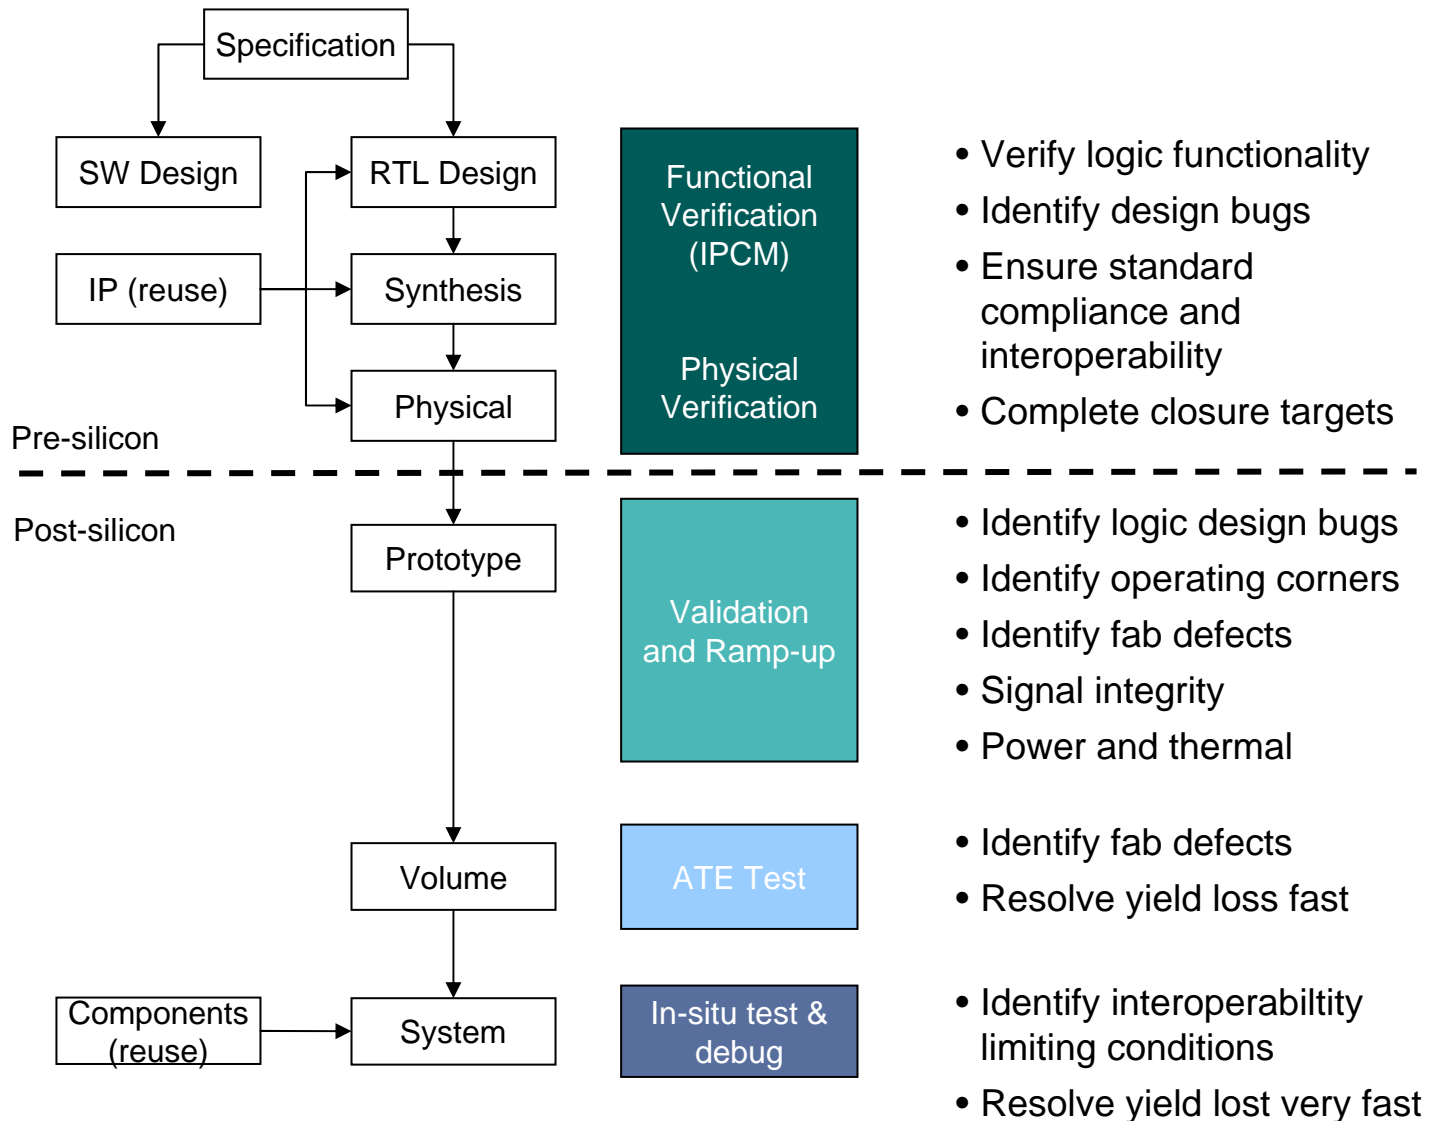 Specification
SW Design
RTL Design
IP (reuse)
Synthesis
Physical
Functional
Verification
(IPCM)
Physical
Verification
• Verify logic functionality
• Identify design bugs
• Ensure standard
compliance and
interoperability
• Complete closure targets
Pre-silicon
Post-silicon
Prototype
Validation
and Ramp-up
• Identify logic design bugs
• Identify operating corners
• Identify fab defects
• Signal integrity
• Power and thermal
Volume
ATE Test
• Identify fab defects
• Resolve yield loss fast
Components
(reuse)
System
In-situ test &
debug
• Identify interoperabiltity
limiting conditions
• Resolve yield lost very fast